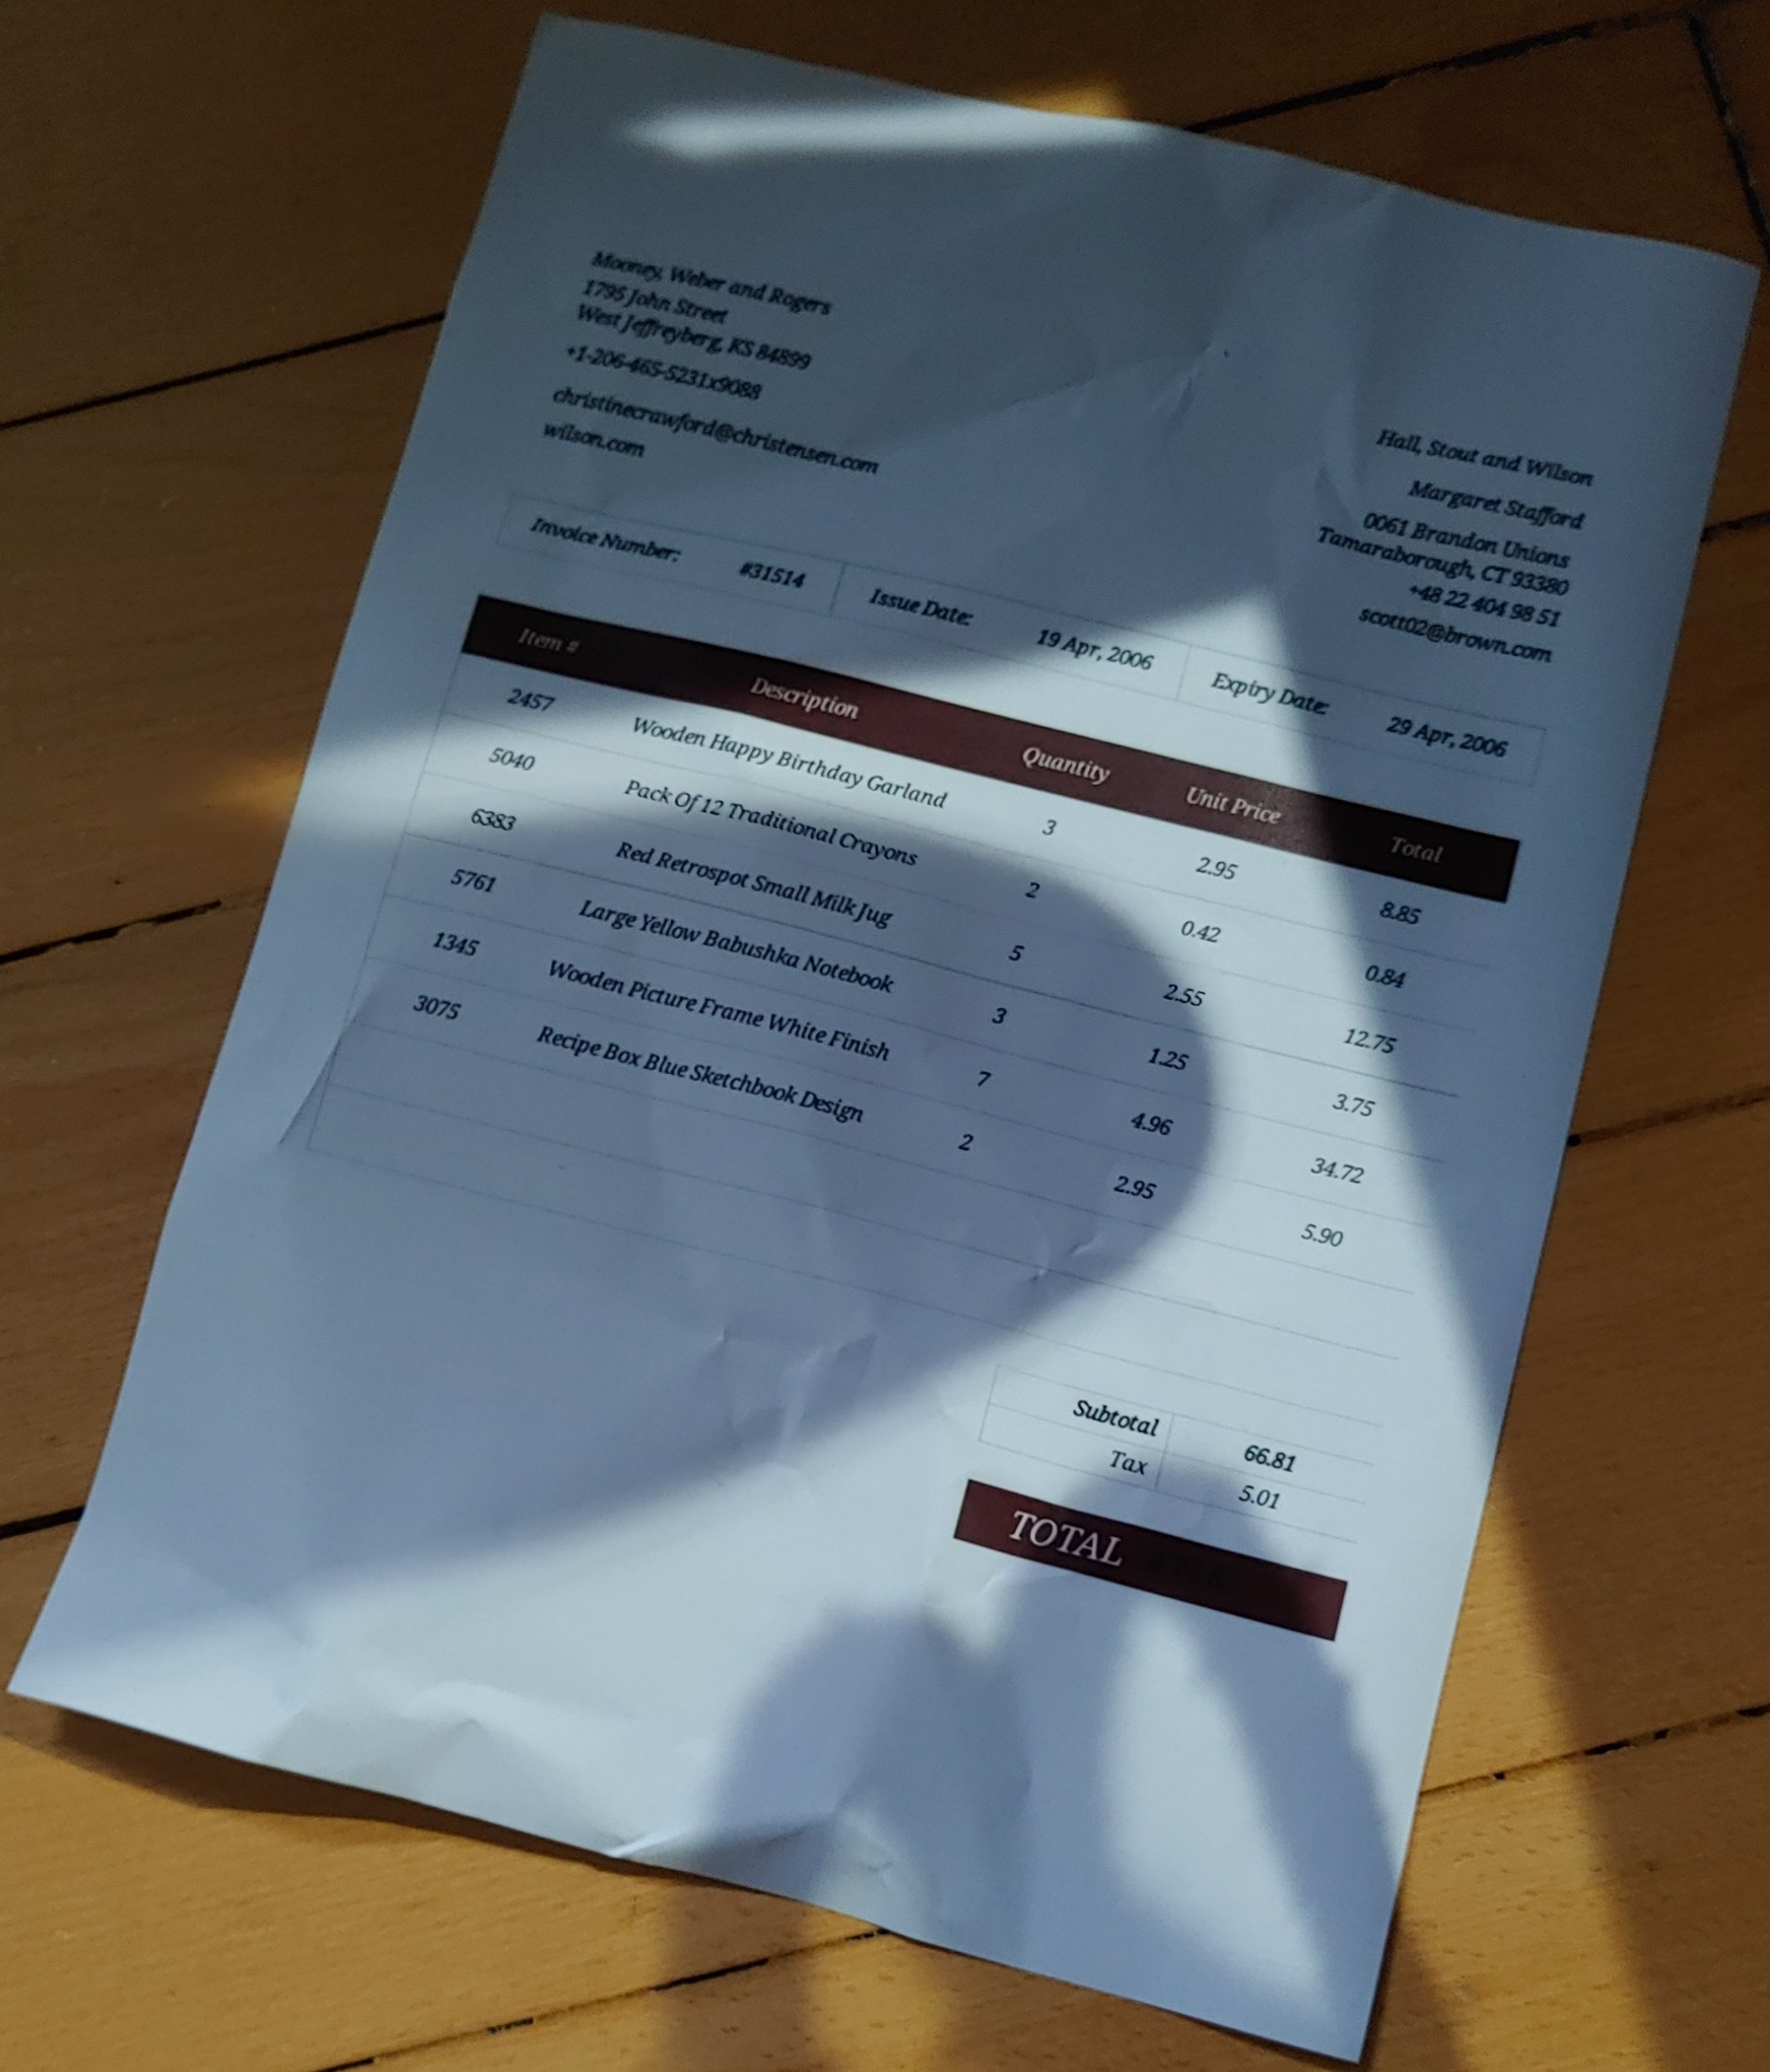 Mooney, Weber and Rogers
1795 John Street
West Jeffreyberg, KS 84899
+1-206-465-5231x9088
christinecrawford@christensen.com
wilson.com
Hall, Stout and Wilson
Margaret Stafford
0061 Brandon Unions
Tamaraborough, CT 93380
+48 22 404 98 51
scott02@brown.com
Invoice Number: #31514 Issue Date: 19 Apr, 2006 Expiry Date: 29 Apr, 2006
Item # Description Quantity Unit Price Total
2457 Wooden Happy Birthday Garland 3 2.95 8.85
5040 Pack Of 12 Traditional Crayons 2 0.42 0.84
6383 Red Retrospot Small Milk Jug 5 2.55 12.75
5761 Large Yellow Babushka Notebook 3 1.25 3.75
1345 Wooden Picture Frame White Finish 7 4.96 34.72
3075 Recipe Box Blue Sketchbook Design 2 2.95 5.90
Subtotal 66.81
Tax 5.01
TOTAL